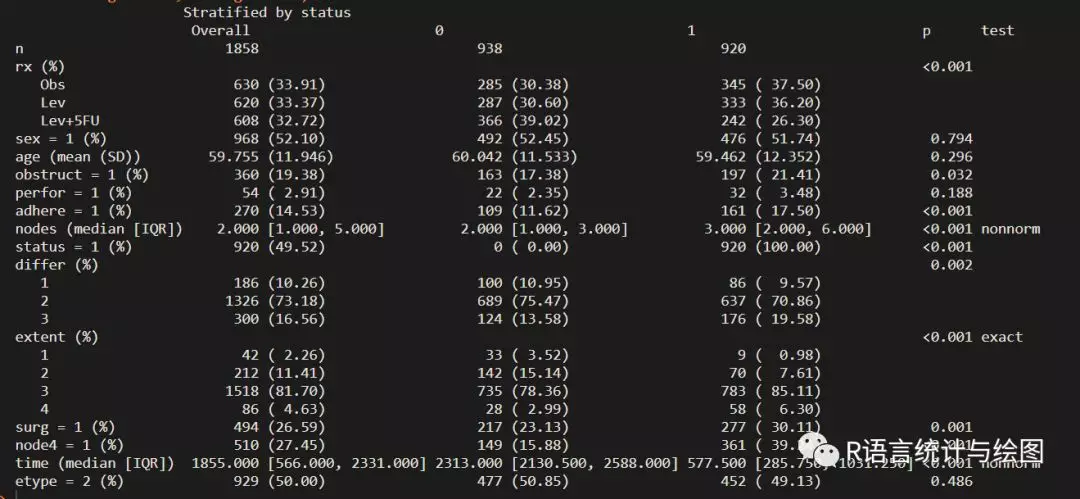 Stratified by status
Overall 0 1 p test
n 1858 938 920
rx (%) <0.001
Obs 630 (33.91) 285 (30.38) 345 ( 37.50)
Lev 620 (33.37) 287 (30.60) 333 ( 36.20)
Lev+5FU 608 (32.72) 366 (39.02) 242 ( 26.30)
sex = 1 (%) 968 (52.10) 492 (52.45) 476 ( 51.74) 0.794
age (mean (SD)) 59.755 (11.946) 60.042 (11.533) 59.462 (12.352) 0.296
obstruct = 1 (%) 360 (19.38) 163 (17.38) 197 ( 21.41) 0.032
perfor = 1 (%) 54 ( 2.91) 22 ( 2.35) 32 ( 3.48) 0.188
adhere = 1 (%) 270 (14.53) 109 (11.62) 161 ( 17.50) <0.001
nodes (median [IQR]) 2.000 [1.000, 5.000] 2.000 [1.000, 3.000] 3.000 [2.000, 6.000] <0.001 nonnorm
status = 1 (%) 920 (49.52) 0 ( 0.00) 920 (100.00) <0.001
differ (%) 0.002
1 186 (10.26) 100 (10.95) 86 ( 9.57)
2 1326 (73.18) 689 (75.47) 637 ( 70.86)
3 300 (16.56) 124 (13.58) 176 ( 19.58)
extent (%) <0.001 exact
1 42 ( 2.26) 33 ( 3.52) 9 ( 0.98)
2 212 (11.41) 142 (15.14) 70 ( 7.61)
3 1518 (81.70) 735 (78.36) 783 ( 85.11)
4 86 ( 4.63) 28 ( 2.99) 58 ( 6.30)
surg = 1 (%) 494 (26.59) 217 (23.13) 277 ( 30.11) 0.001
node4 = 1 (%) 510 (27.45) 149 (15.88) 361 ( 39.
time (median [IQR]) 1855.000 [566.000, 2331.000] 2313.000 [2130.500, 2588.000] 577.500 [285.750, 1031.250] <0.001 nonnorm
etype = 2 (%) 929 (50.00) 477 (50.85) 452 ( 49.13) 0.486
R语言统计与绘图